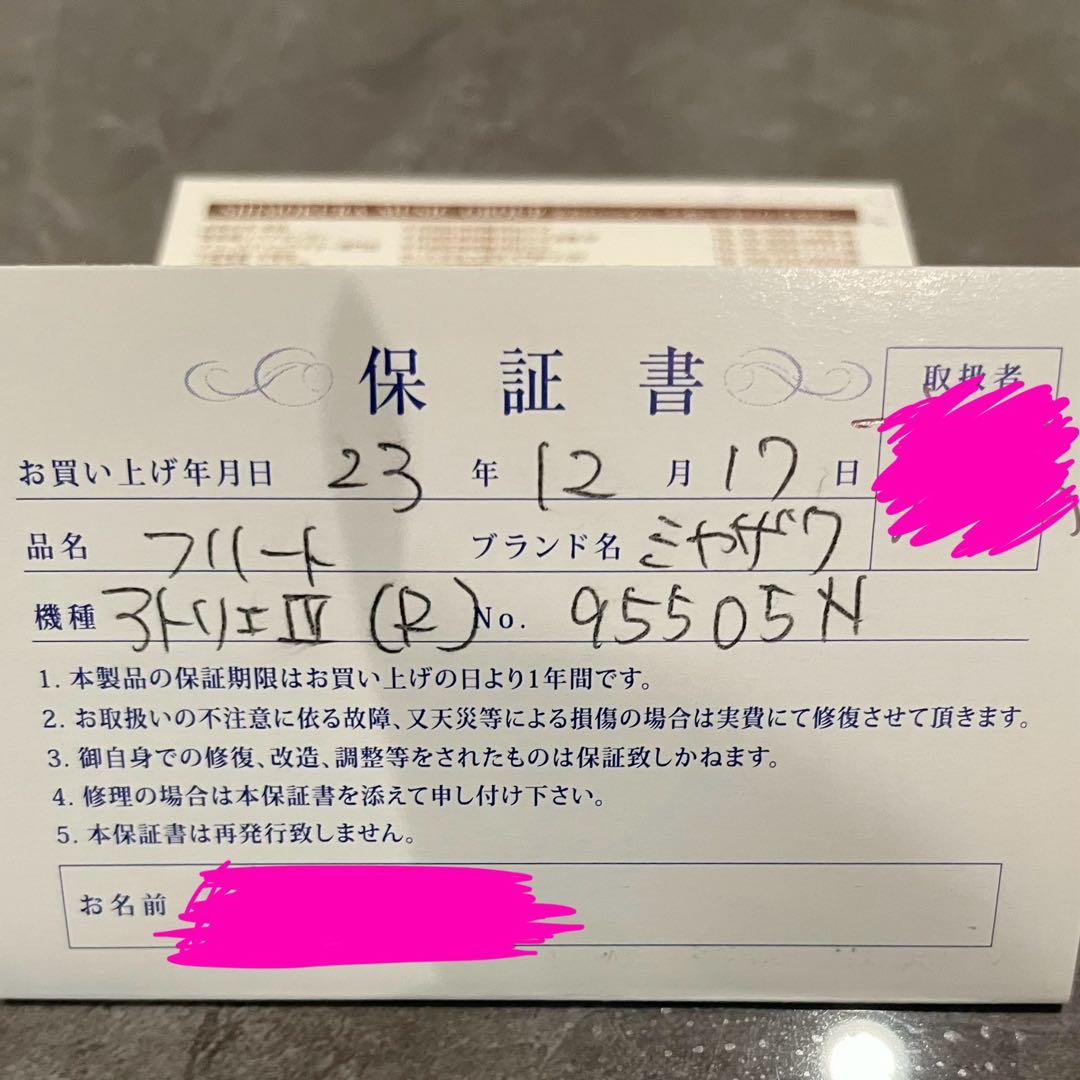 保証書
取扱者
お買い上げ年月日 23 年 12 月 17 日
品名 フルート ブランド名 ミヤザワ
機種 アトリエⅣ (R) No. 95505N
1. 本製品の保証期限はお買い上げの日より1年間です。
2. お取扱いの不注意に依る故障、又天災等による損傷の場合は実費にて修復させて頂きます。
3. 御自身での修復、改造、調整等をされたものは保証致しかねます。
4. 修理の場合は本保証書を添えて申し付け下さい。
5. 本保証書は再発行致しません。
お名前